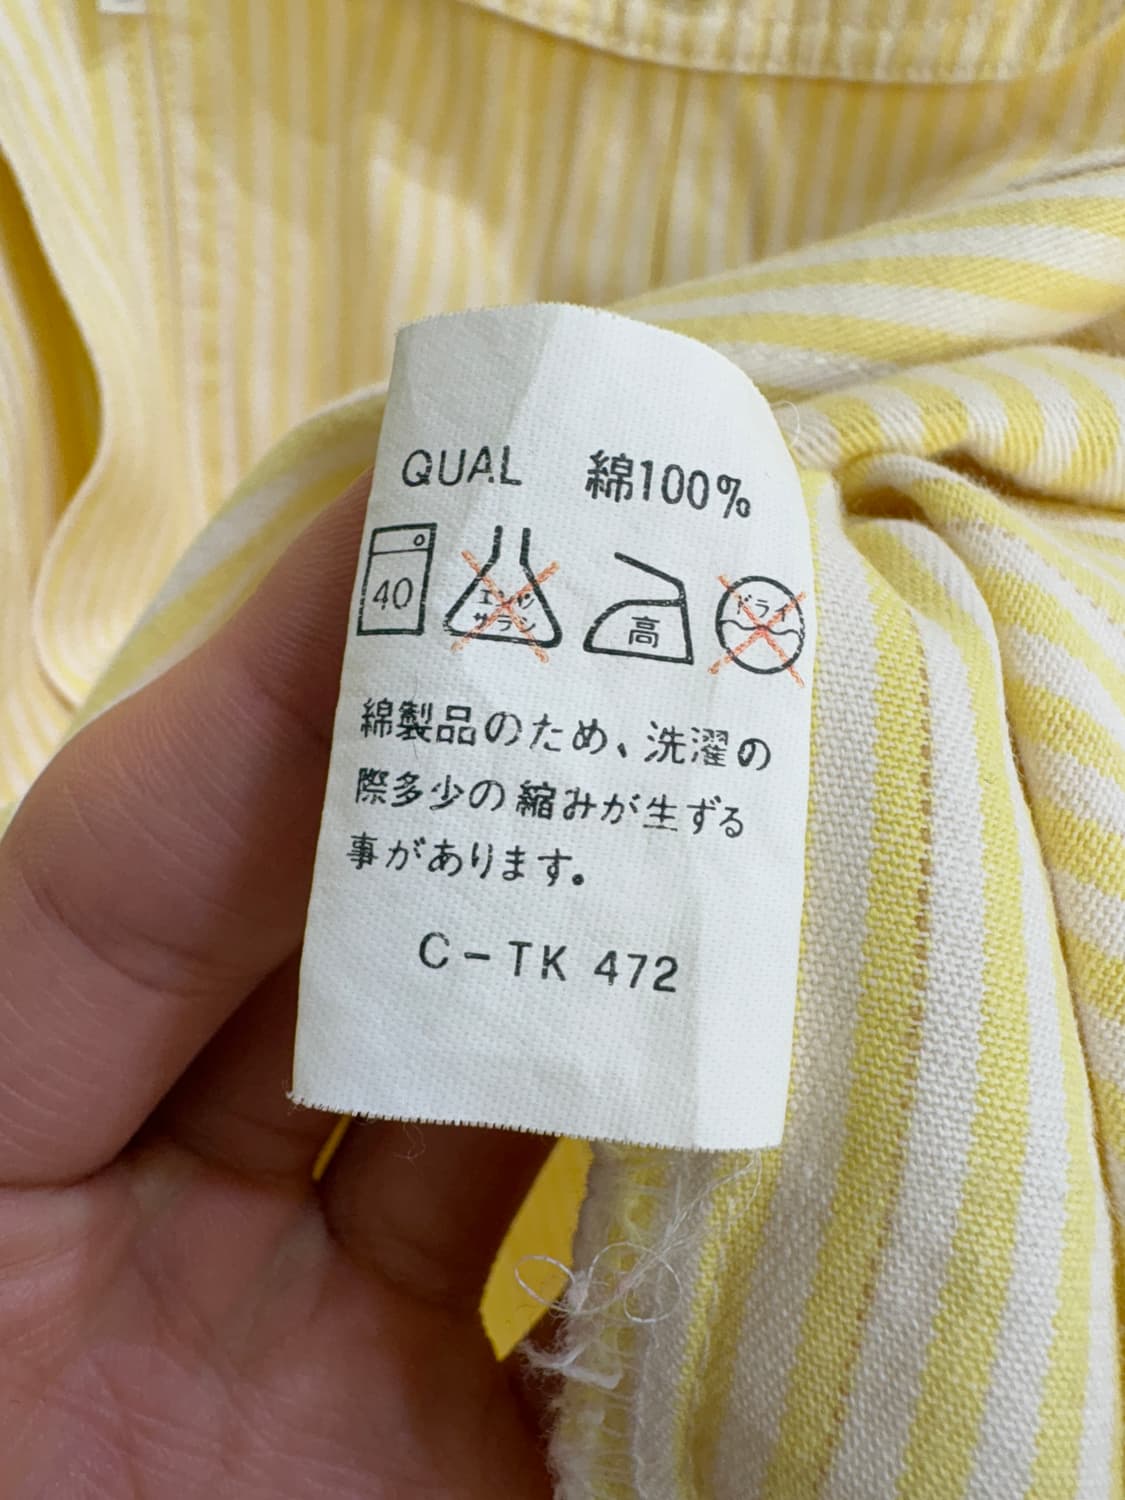 QUAL 綿100%
40
エンソ
サラシ
高
ドライ
綿製品のため、洗濯の
際多少の縮みが生ずる
事があります。
C-TK 472